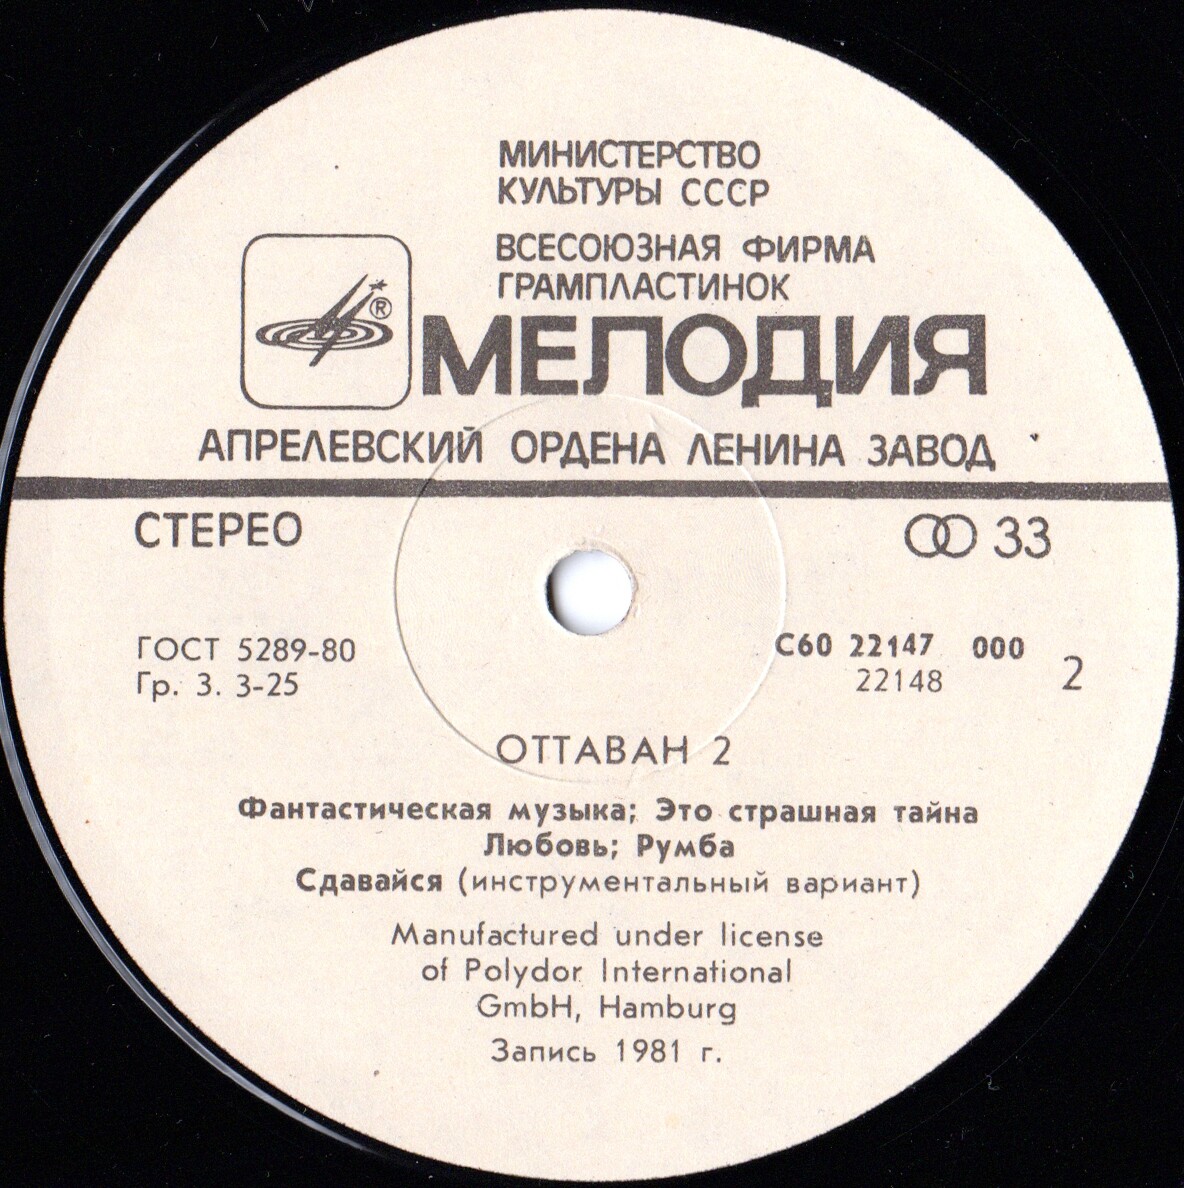 МИНИСТЕРСТВО
КУЛЬТУРЫ СССР
ВСЕСОЮЗНАЯ ФИРМА
ГРАМПЛАСТИНОК
®
МЕЛОДИЯ
АПРЕЛЕВСКИЙ ОРДЕНА ЛЕНИНА ЗАВОД
СТЕРЕО
33
ГОСТ 5289-80
Гр. 3. 3-25
С60 22147 000
22148
2
ОТТАВАН 2
Фантастическая музыка; Это страшная тайна
Любовь; Румба
Сдавайся (инструментальный вариант)
Manufactured under license
of Polydor International
GmbH, Hamburg
Запись 1981 г.